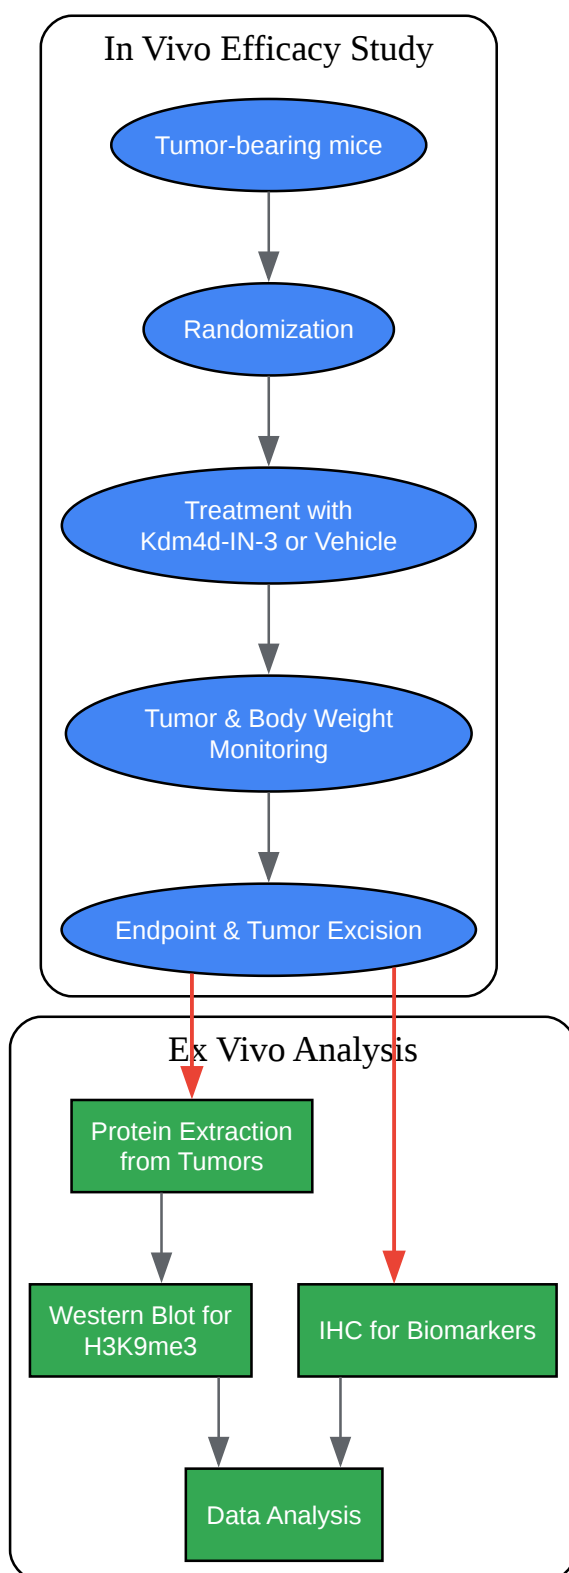 In Vivo Efficacy Study
Tumor-bearing mice
Randomization
Treatment with
Kdm4d-IN-3 or Vehicle
Tumor & Body Weight
Monitoring
Endpoint & Tumor Excision
Ex Vivo Analysis
Protein Extraction
from Tumors
Western Blot for
H3K9me3
IHC for Biomarkers
Data Analysis